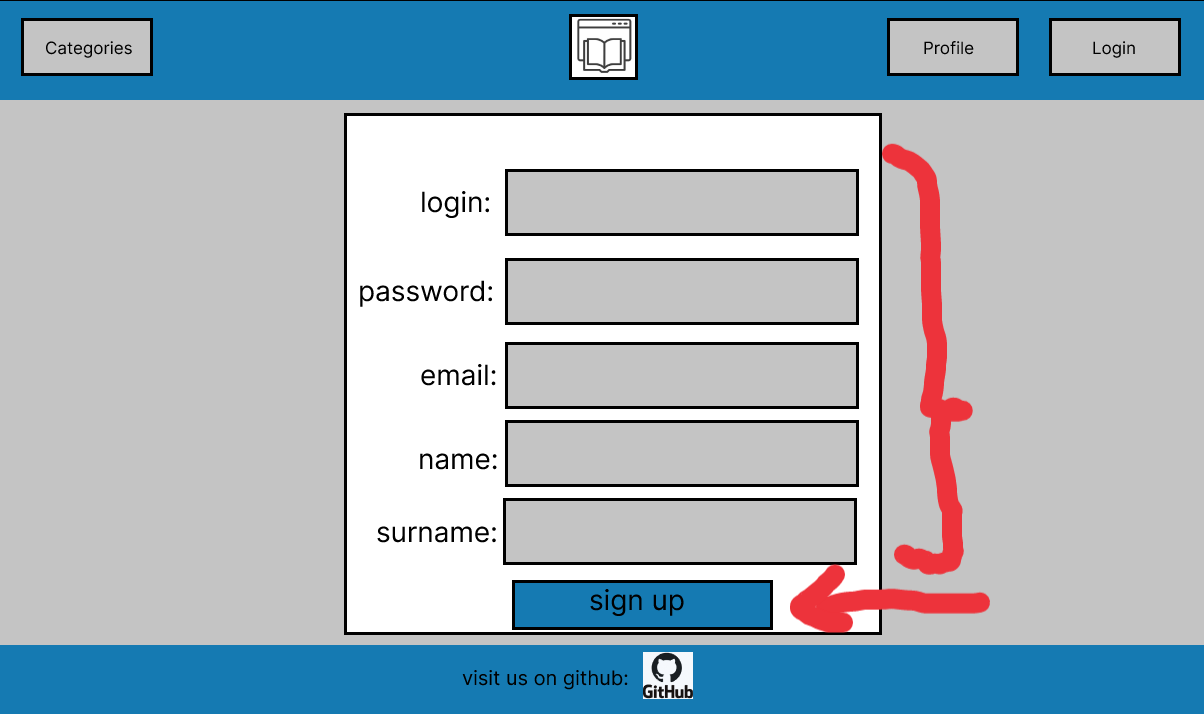 Categories
Profile
Login
login:
password:
email:
name:
surname:
sign up
visit us on github:
GitHub